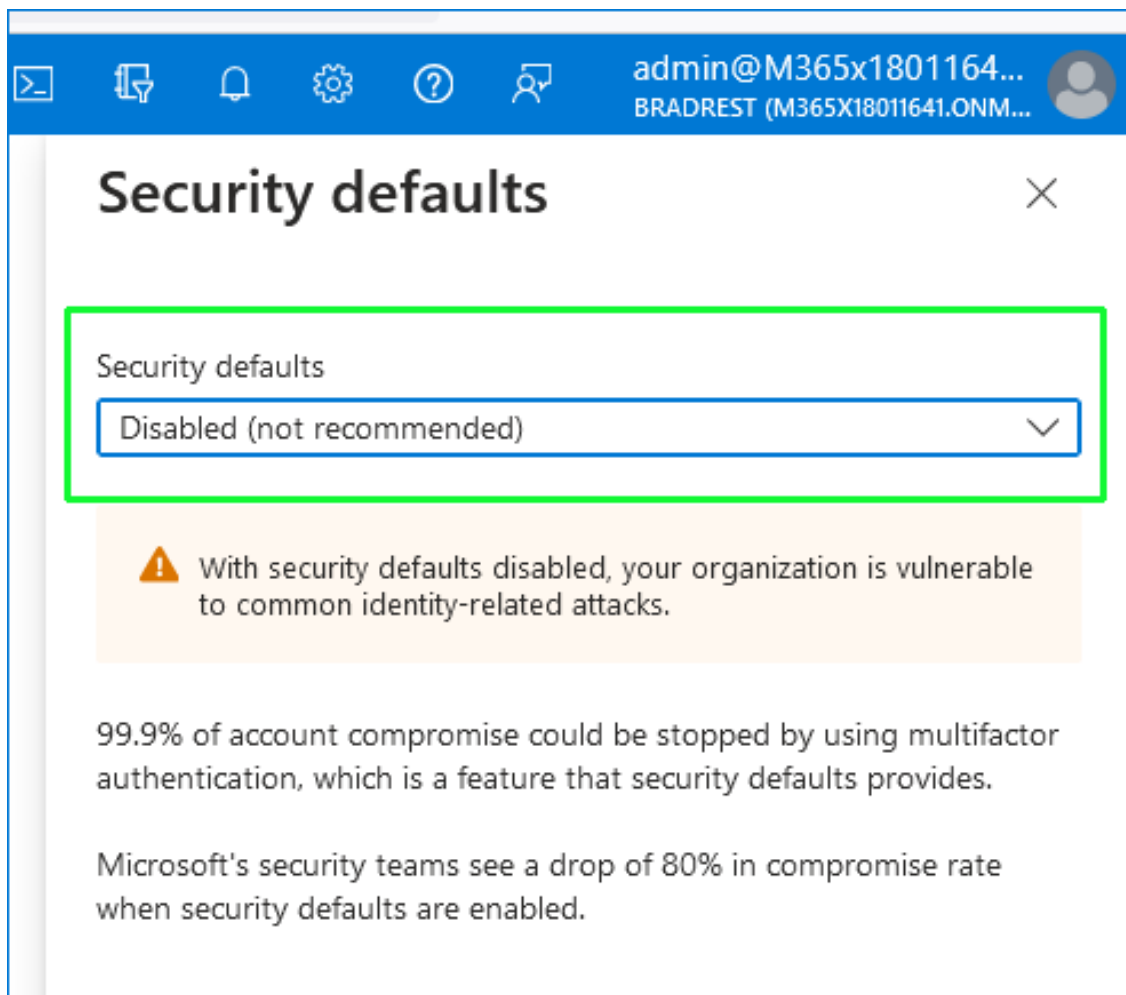 admin@M365x1801164...
BRADREST (M365X18011641.ONM...
Security defaults
Security defaults
Disabled (not recommended)
With security defaults disabled, your organization is vulnerable
to common identity-related attacks.
99.9% of account compromise could be stopped by using multifactor
authentication, which is a feature that security defaults provides.
Microsoft's security teams see a drop of 80% in compromise rate
when security defaults are enabled.